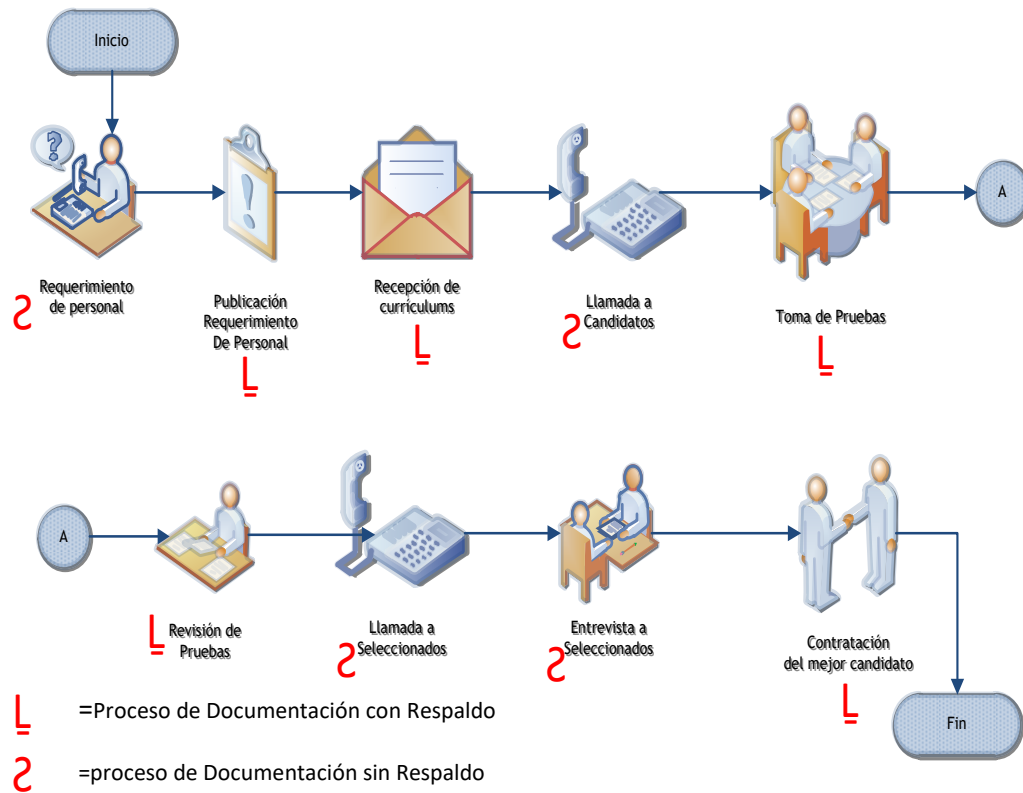 Inicio
A
Requerimiento
de personal
Publicación
Requerimiento
De Personal
Recepción de
currículums
Llamada a
Candidatos
Toma de Pruebas
A
Revisión de
Pruebas
Llamada a
Seleccionados
Entrevista a
Seleccionados
Contratación
del mejor candidato
Fin
=Proceso de Documentación con Respaldo
=proceso de Documentación sin Respaldo